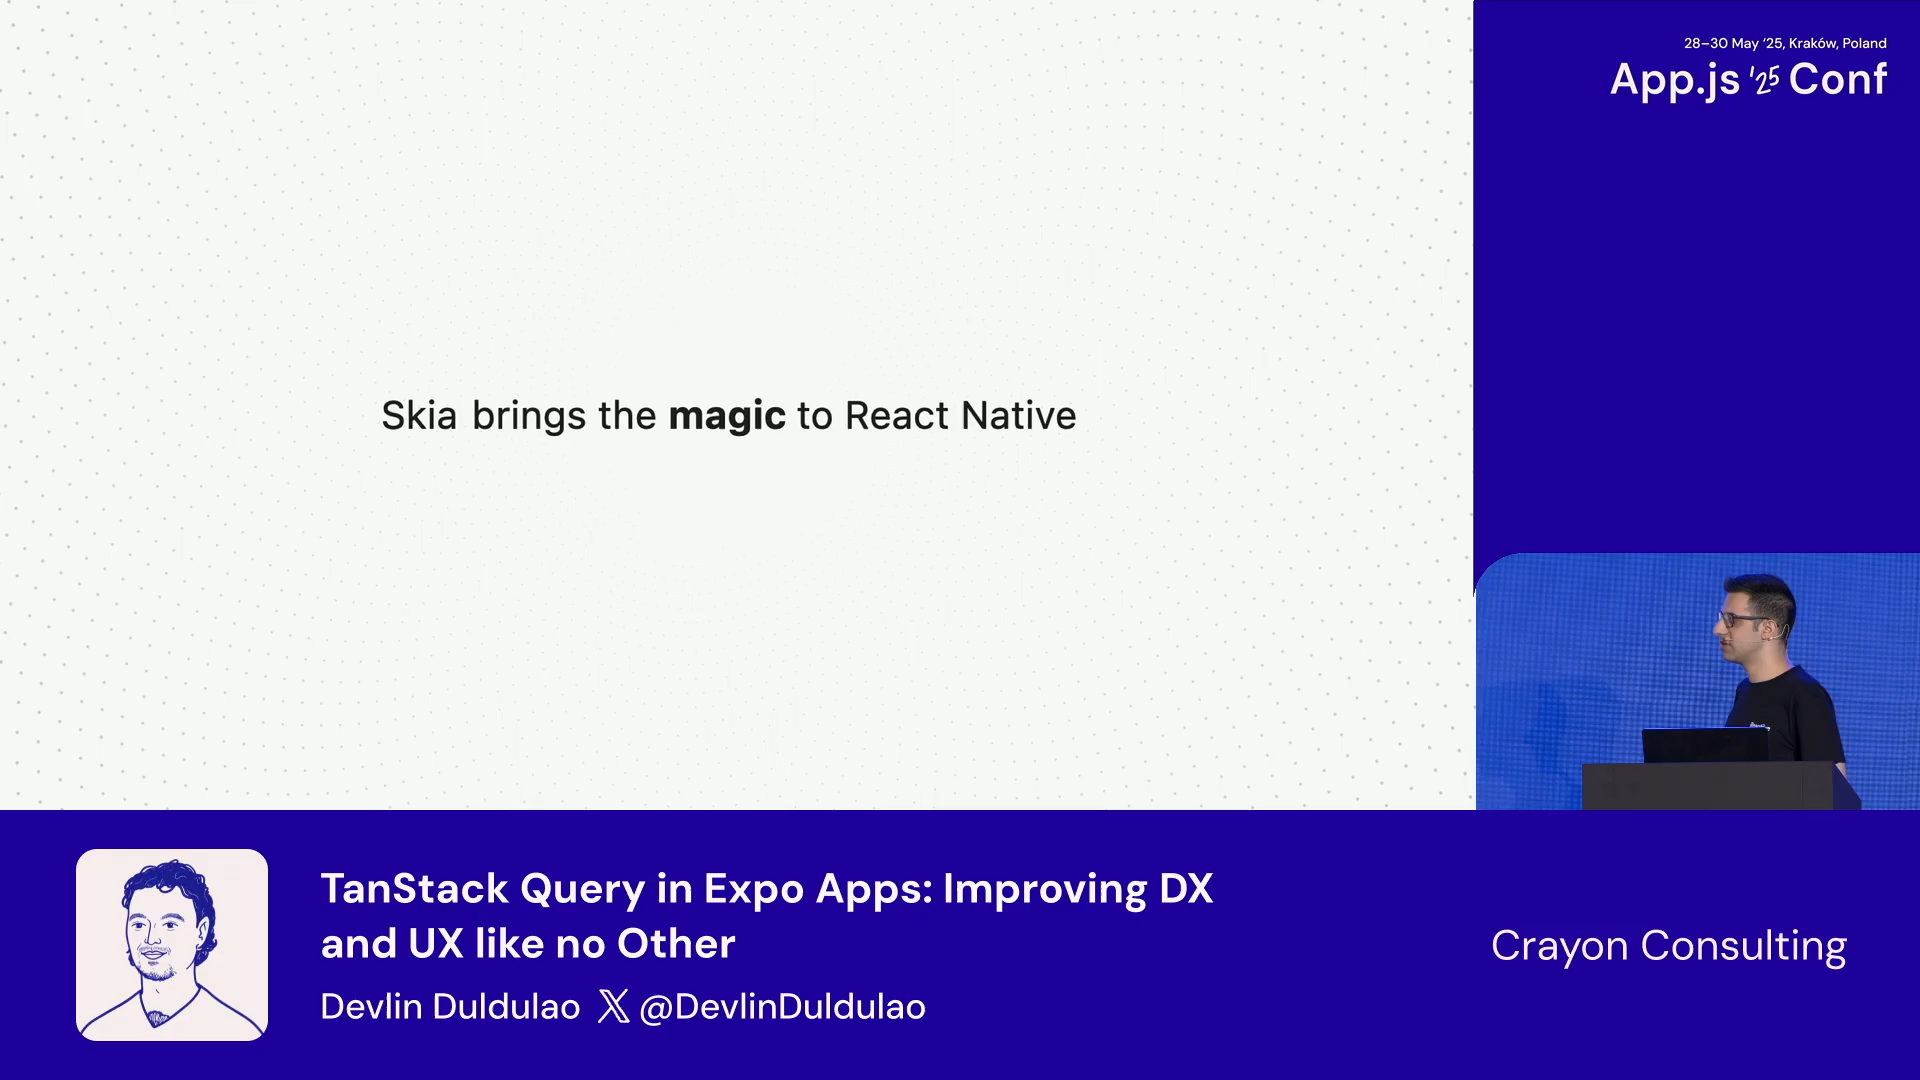 28–30 May ‘25, Kraków, Poland
App.js '25 Conf
Skia brings the magic to React Native
TanStack Query in Expo Apps: Improving DX
and UX like no Other
Devlin Duldulao 𝕏 @DevlinDuldulao
Crayon Consulting